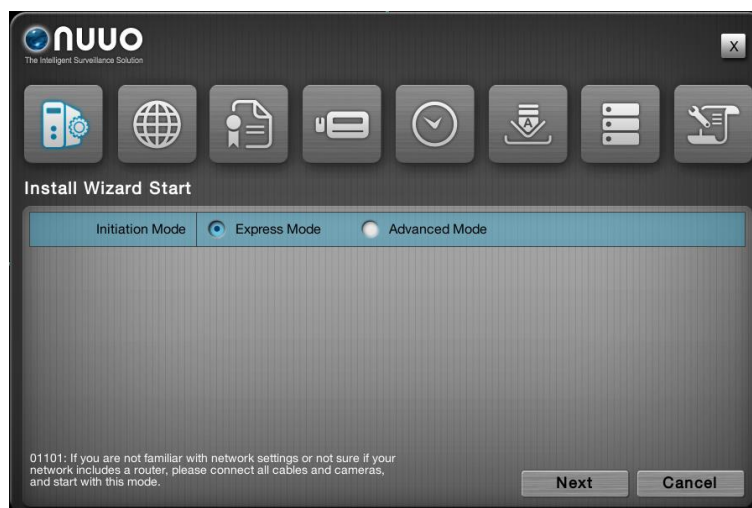 nuuo
The Intelligent Surveillance Solution
X
A
Install Wizard Start
Initiation Mode Express Mode Advanced Mode
01101: If you are not familiar with network settings or not sure if your
network includes a router, please connect all cables and cameras,
and start with this mode.
Next Cancel